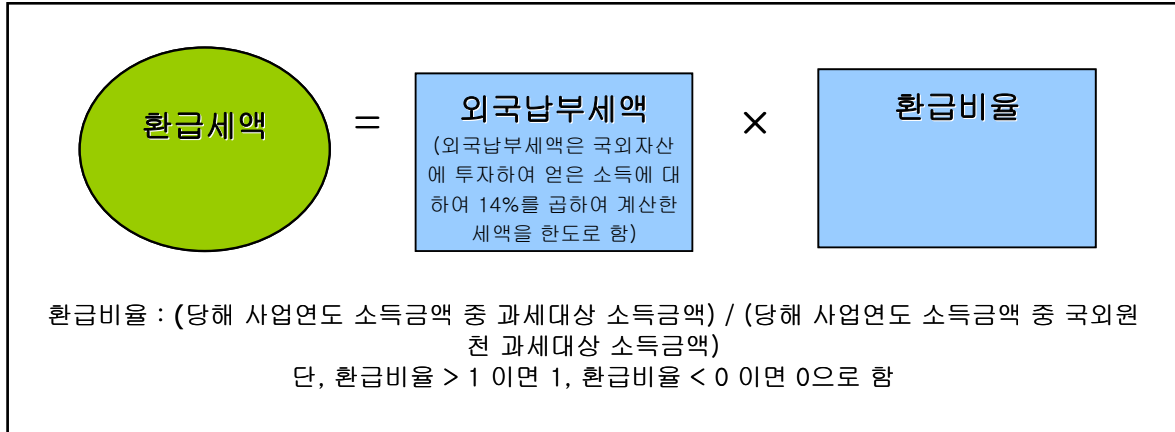 환급세액
=
외국납부세액
(외국납부세액은 국외자산
에 투자하여 얻은 소득에 대
하여 14%를 곱하여 계산한
세액을 한도로 함)
×
환급비율
환급비율 : (당해 사업연도 소득금액 중 과세대상 소득금액) / (당해 사업연도 소득금액 중 국외원
천 과세대상 소득금액)
단, 환급비율 > 1 이면 1, 환급비율 < 0 이면 0으로 함